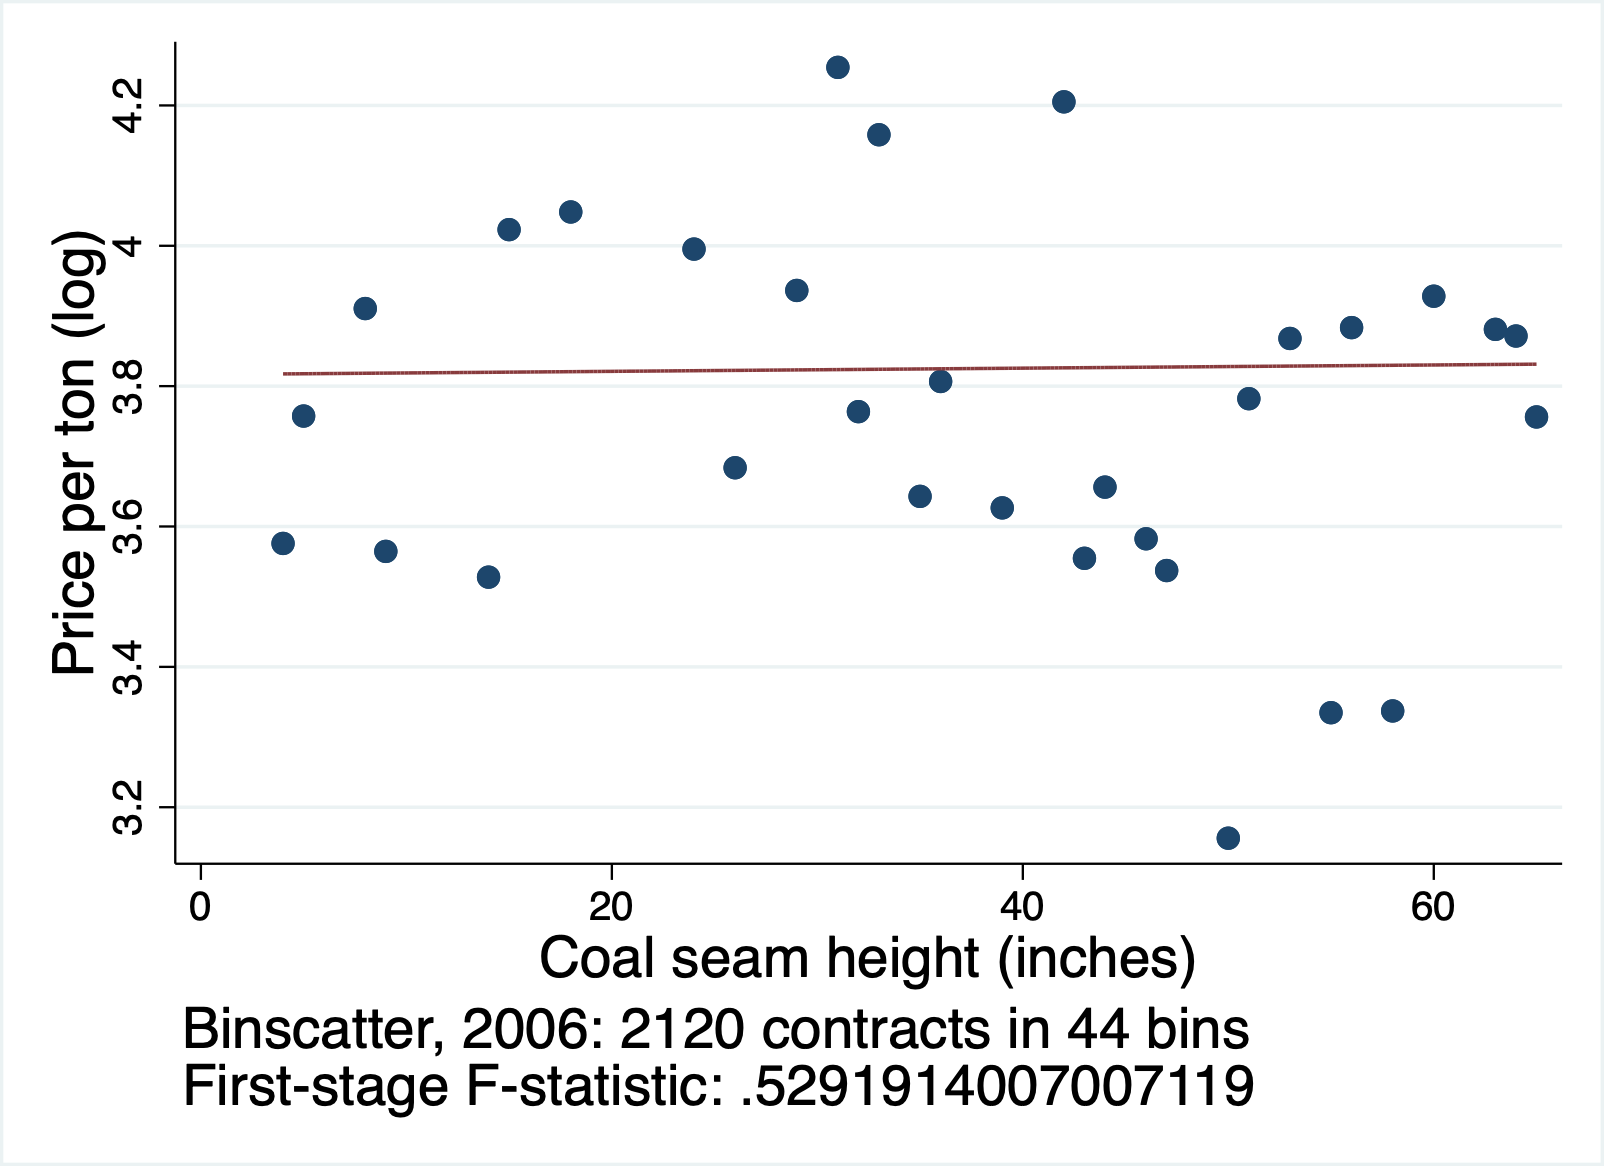 Price per ton (log)
4.2
4
3.8
3.6
3.4
3.2
0 20 40 60
Coal seam height (inches)
Binscatter, 2006: 2120 contracts in 44 bins
First-stage F-statistic: .5291914007007119